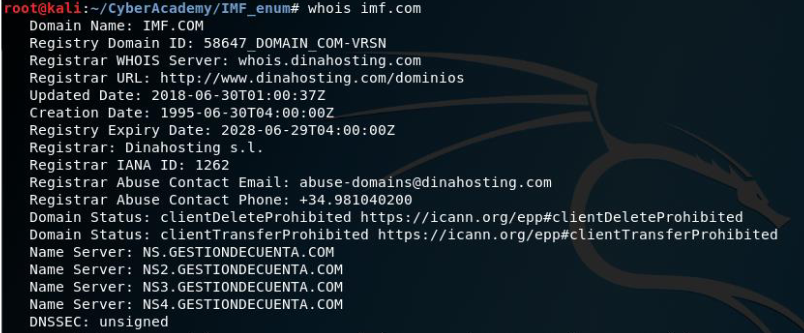 root@kali:~/CyberAcademy/IMF_enum# whois imf.com
Domain Name: IMF.COM
Registry Domain ID: 58647_DOMAIN_COM-VRSN
Registrar WHOIS Server: whois.dinahosting.com
Registrar URL: http://www.dinahosting.com/dominios
Updated Date: 2018-06-30T01:00:37Z
Creation Date: 1995-06-30T04:00:00Z
Registry Expiry Date: 2028-06-29T04:00:00Z
Registrar: Dinahosting s.l.
Registrar IANA ID: 1262
Registrar Abuse Contact Email: abuse-domains@dinahosting.com
Registrar Abuse Contact Phone: +34.981040200
Domain Status: clientDeleteProhibited https://icann.org/epp#clientDeleteProhibited
Domain Status: clientTransferProhibited https://icann.org/epp#clientTransferProhibited
Name Server: NS.GESTIONDECUENTA.COM
Name Server: NS2.GESTIONDECUENTA.COM
Name Server: NS3.GESTIONDECUENTA.COM
Name Server: NS4.GESTIONDECUENTA.COM
DNSSEC: unsigned